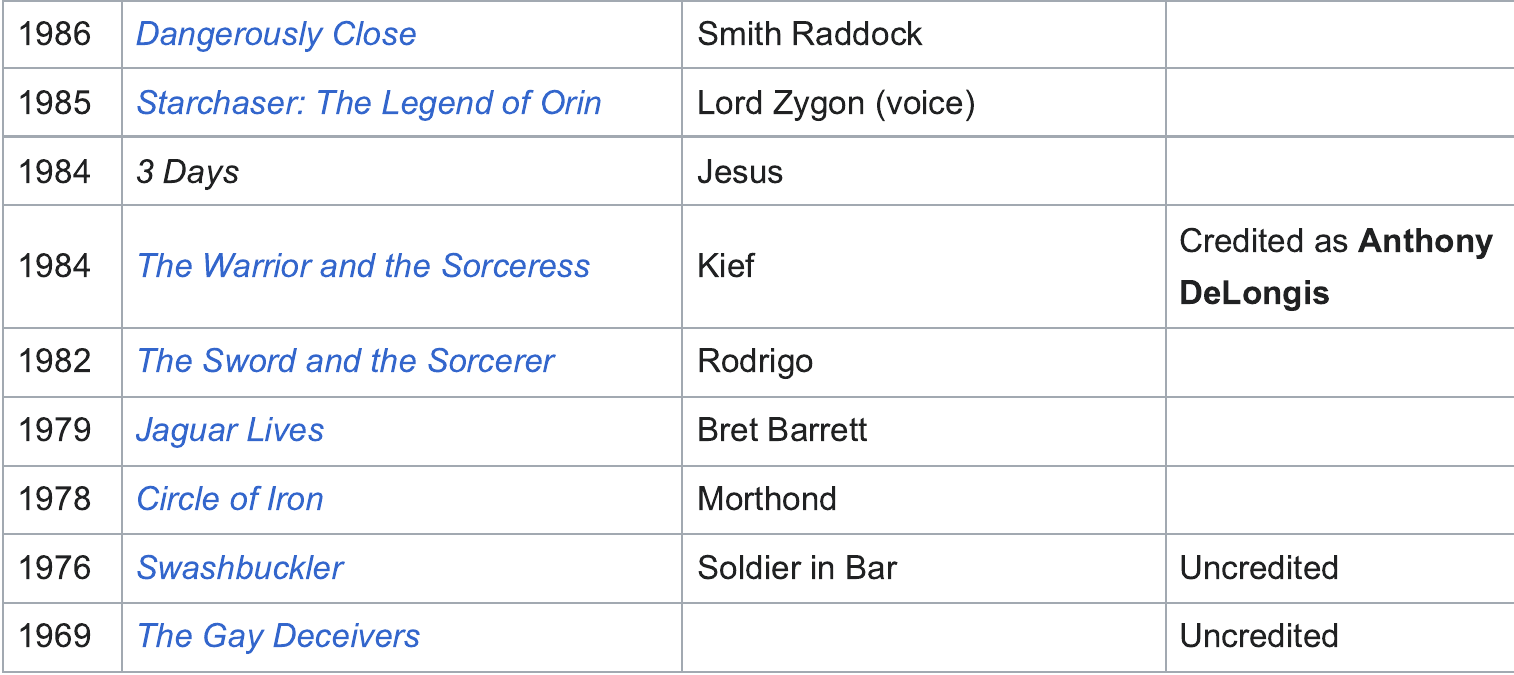 1986 Dangerously Close Smith Raddock
1985 Starchaser: The Legend of Orin Lord Zygon (voice)
1984 3 Days Jesus
1984 The Warrior and the Sorceress Kief Credited as Anthony
DeLongis
1982 The Sword and the Sorcerer Rodrigo
1979 Jaguar Lives Bret Barrett
1978 Circle of Iron Morthond
1976 Swashbuckler Soldier in Bar Uncredited
1969 The Gay Deceivers Uncredited